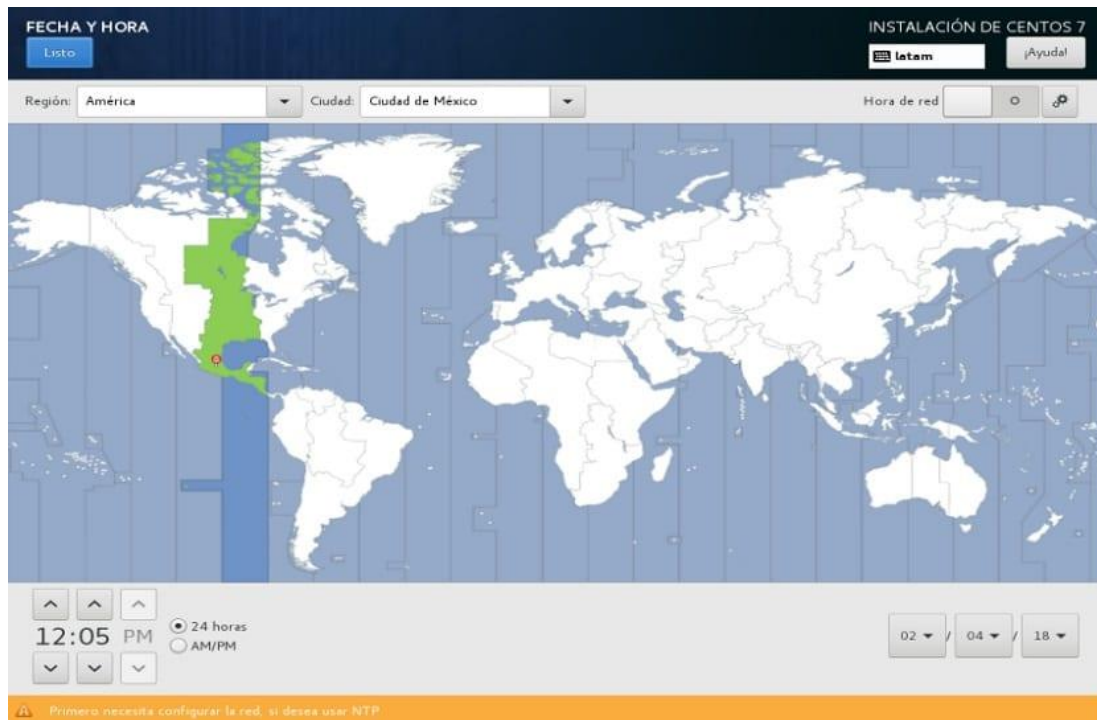 FECHA Y HORA
INSTALACIÓN DE CENTOS 7
Listo
latam
¡Ayuda!
Región: América Ciudad: Ciudad de México Hora de red O
12:05 PM
24 horas
AM/PM
02 / 04 / 18
Primero necesita configurar la red, si desea usar NTP